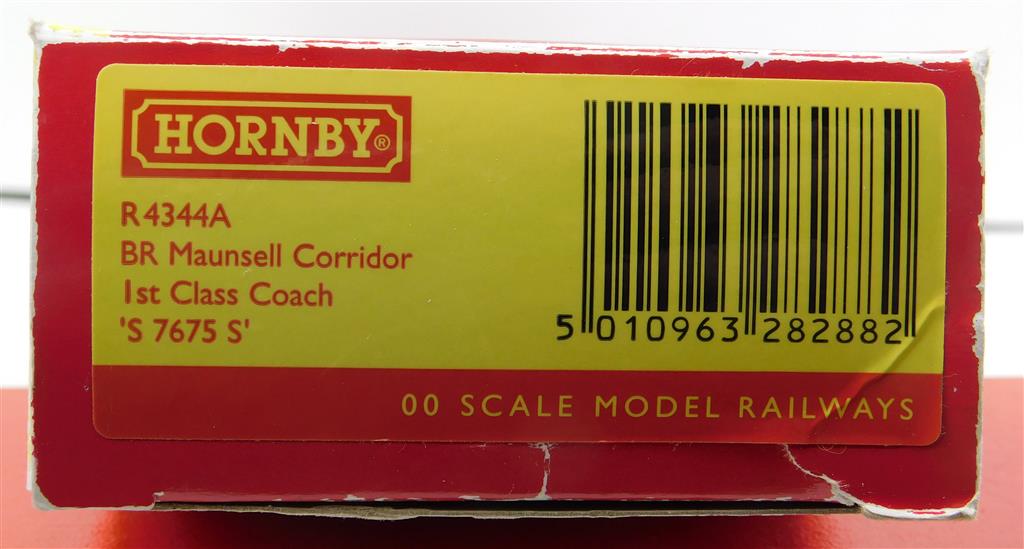 HORNBY®
R4344A
BR Maunsell Corridor
1st Class Coach
'S 7675 S'
5 010963 282882
00 SCALE MODEL RAILWAYS